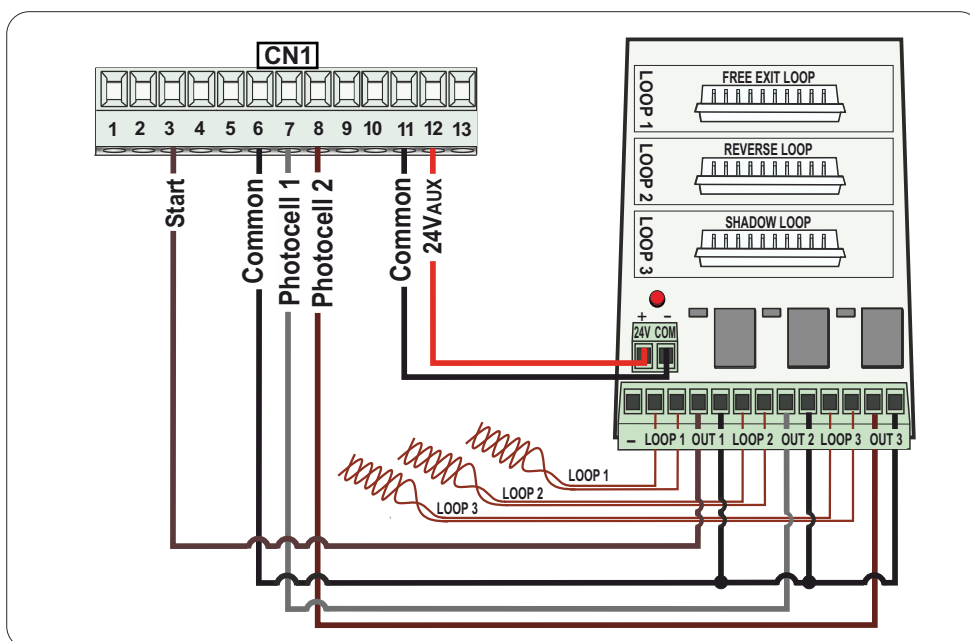 CN1
1 2 3 4 5 6 7 8 9 10 11 12 13
Start
Common
Photocell 1
Photocell 2
Common
24VAUX
LOOP 1
FREE EXIT LOOP
LOOP 2
REVERSE LOOP
LOOP 3
SHADOW LOOP
+ –
24V COM
– LOOP 1 OUT 1 LOOP 2 OUT 2 LOOP 3 OUT 3
LOOP 1
LOOP 2
LOOP 3